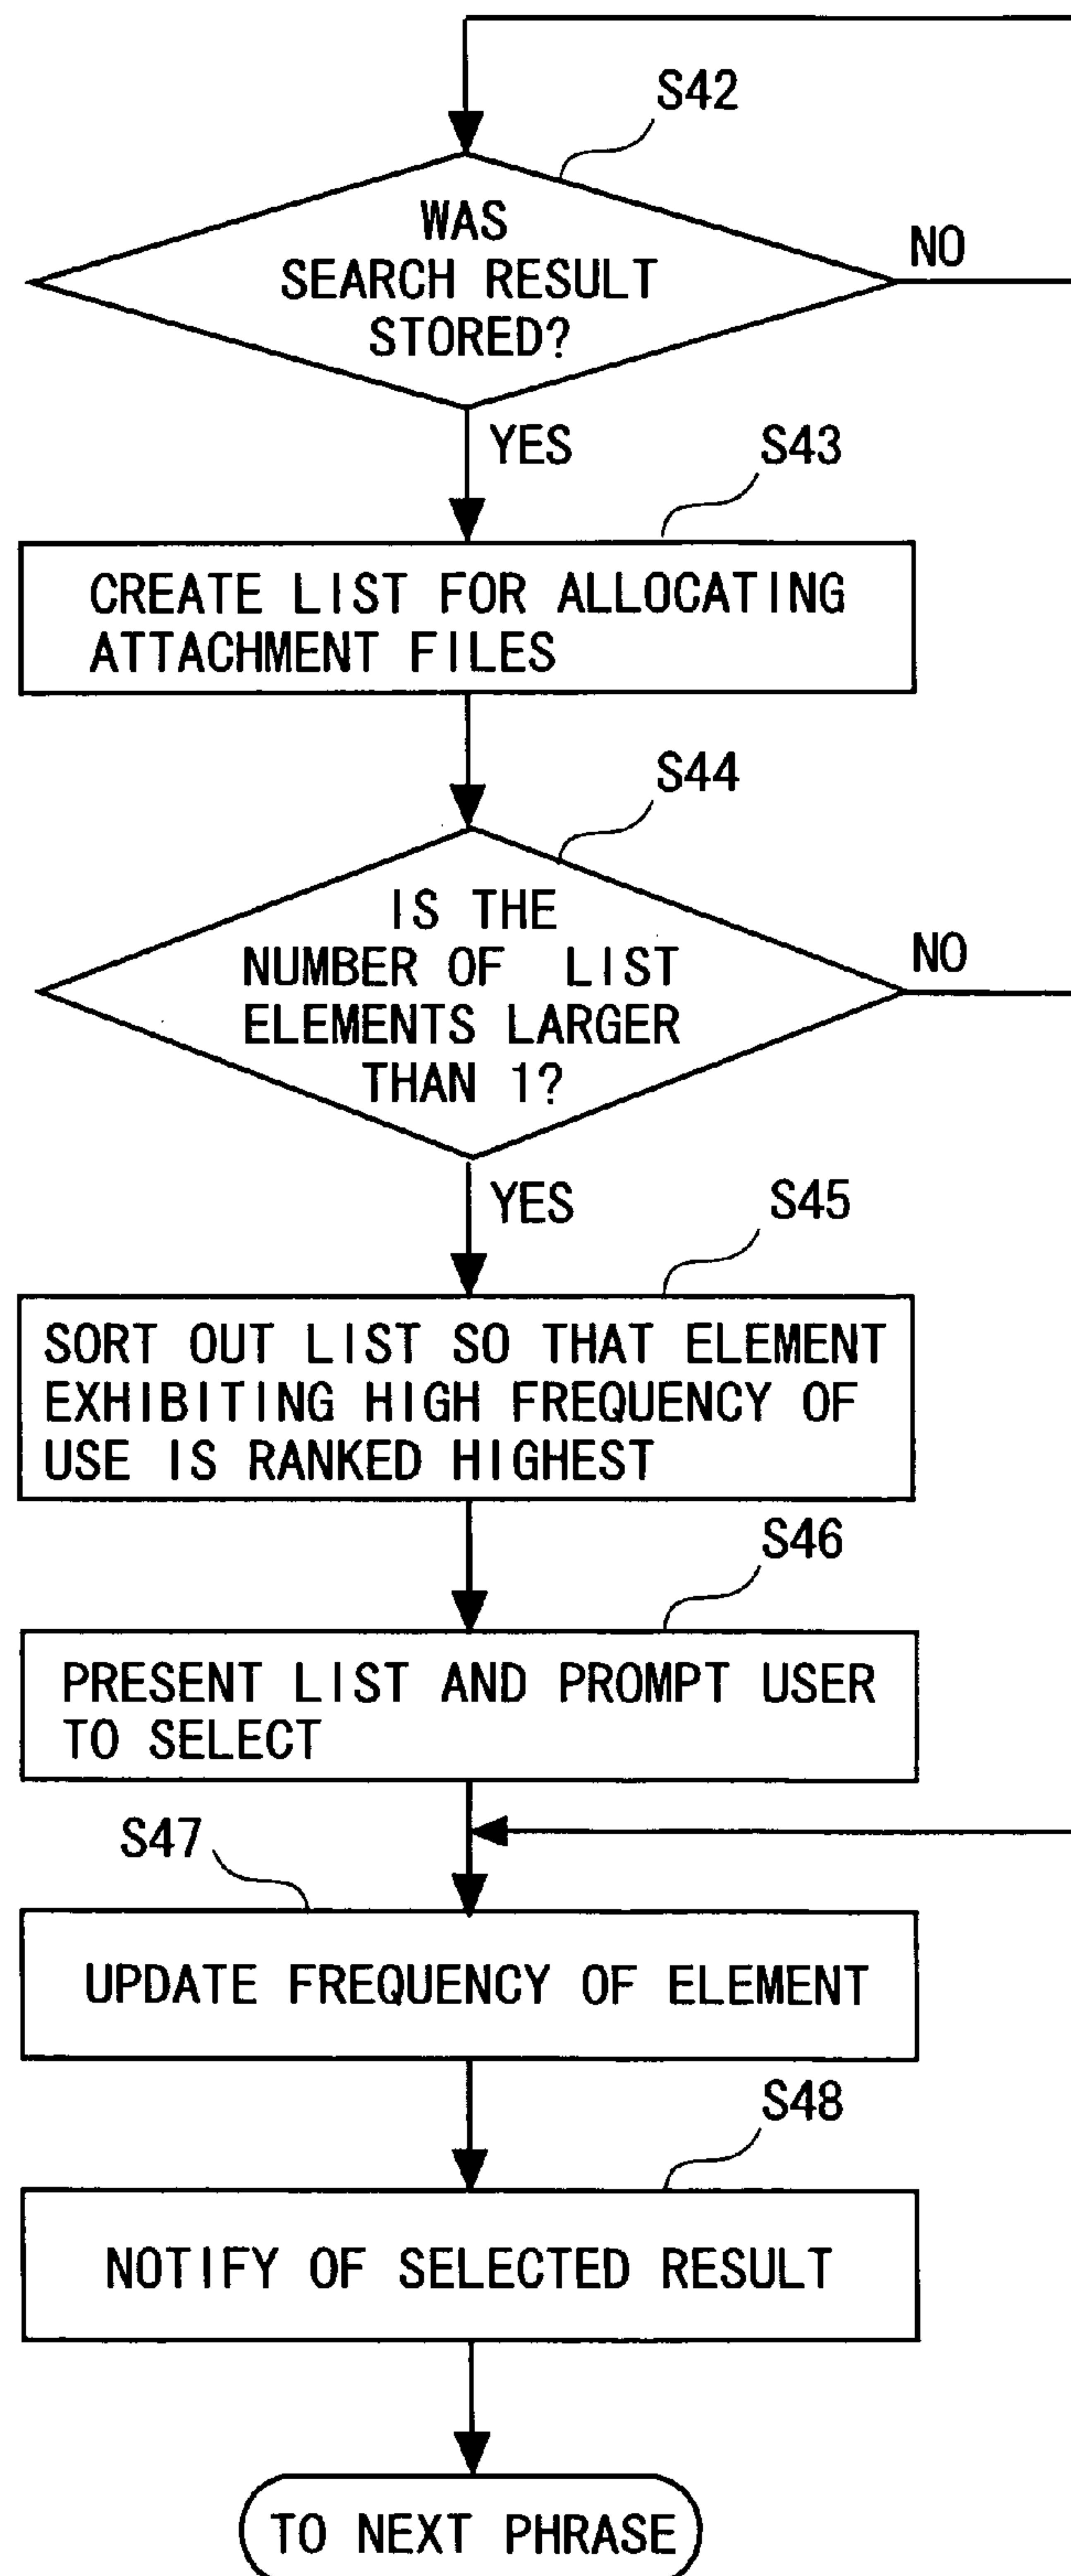 S42
WAS
SEARCH RESULT
STORED?
NO
YES
S43
CREATE LIST FOR ALLOCATING
ATTACHMENT FILES
S44
IS THE
NUMBER OF LIST
ELEMENTS LARGER
THAN 1?
NO
YES
S45
SORT OUT LIST SO THAT ELEMENT
EXHIBITING HIGH FREQUENCY OF
USE IS RANKED HIGHEST
S46
PRESENT LIST AND PROMPT USER
TO SELECT
S47
UPDATE FREQUENCY OF ELEMENT
S48
NOTIFY OF SELECTED RESULT
TO NEXT PHRASE